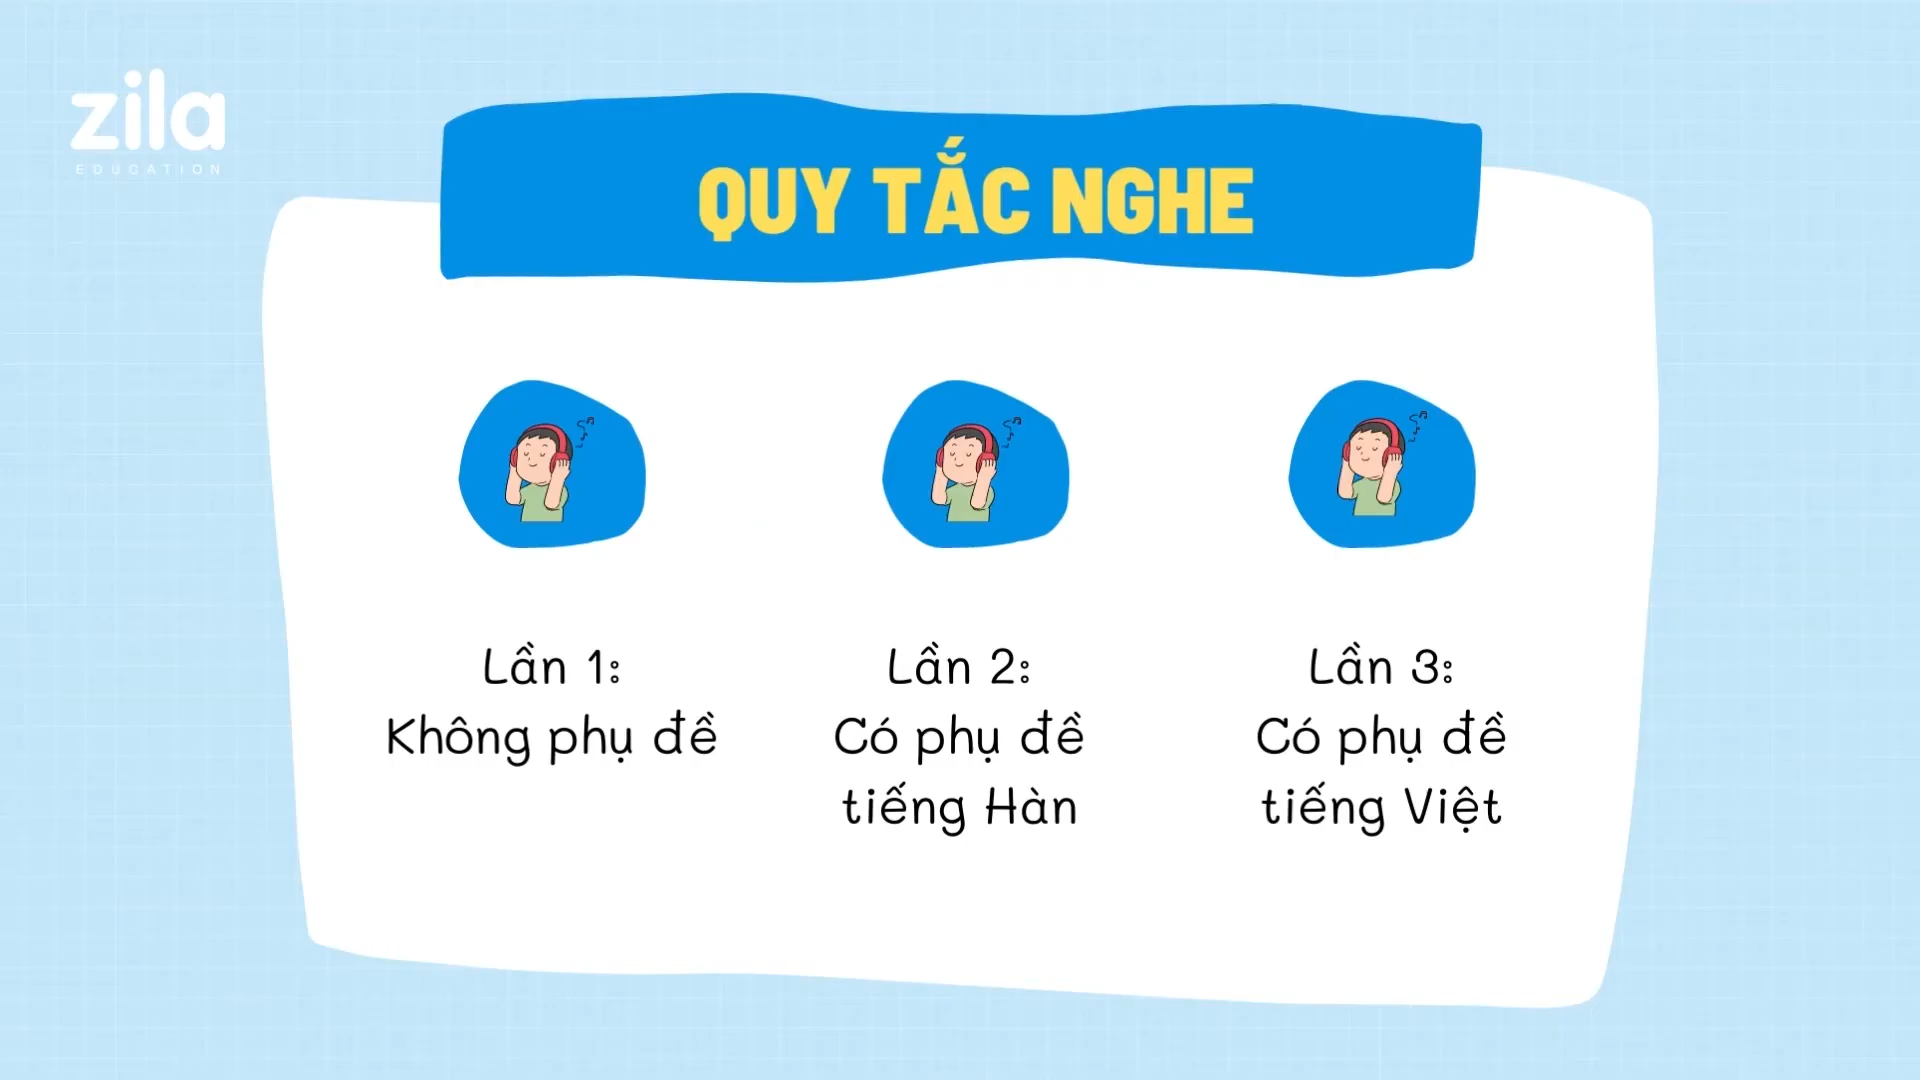 zila
EDUCATION
QUY TẮC NGHE
Lần 1:
Không phụ đề
Lần 2:
Có phụ đề
tiếng Hàn
Lần 3:
Có phụ đề
tiếng Việt